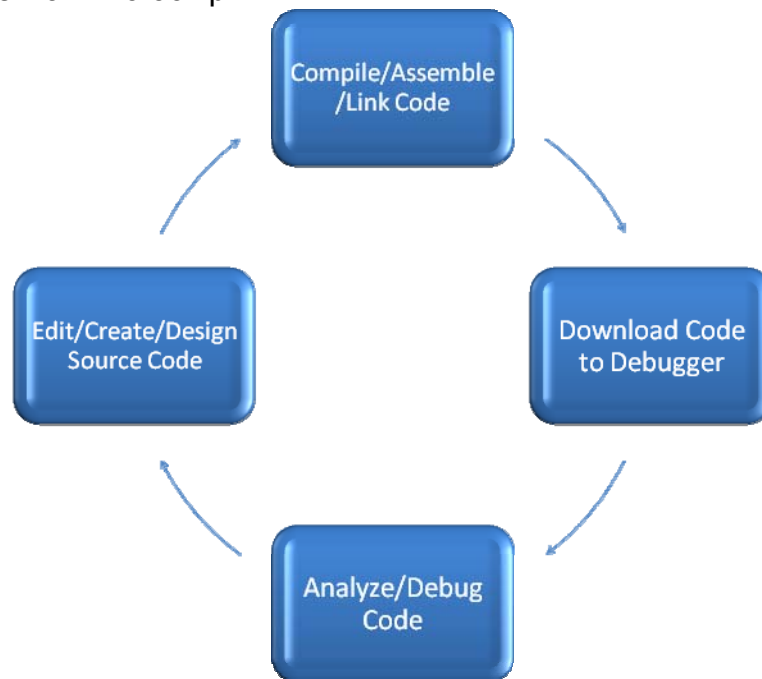 Compile/Assemble
/Link Code
Edit/Create/Design
Source Code
Download Code
to Debugger
Analyze/Debug
Code